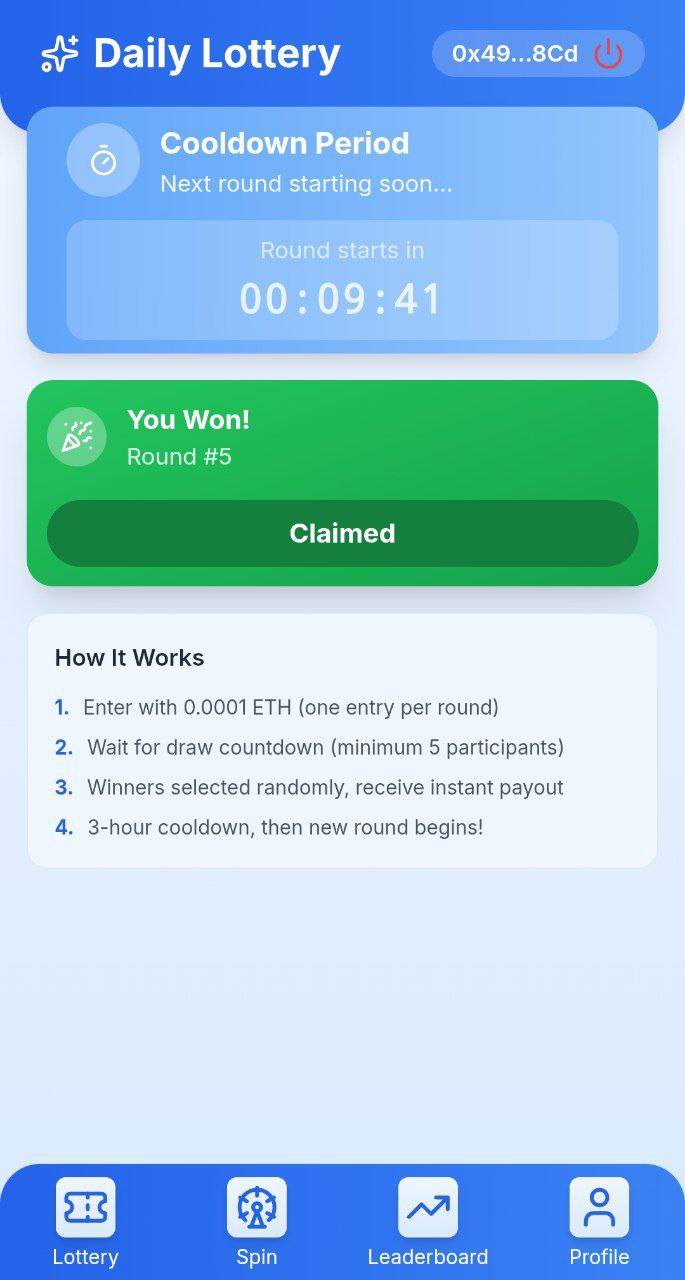 Daily Lottery
0x49...8Cd
Cooldown Period
Next round starting soon...
Round starts in
00:09:41
You Won!
Round #5
Claimed
How It Works
1. Enter with 0.0001 ETH (one entry per round)
2. Wait for draw countdown (minimum 5 participants)
3. Winners selected randomly, receive instant payout
4. 3-hour cooldown, then new round begins!
Lottery
Spin
Leaderboard
Profile